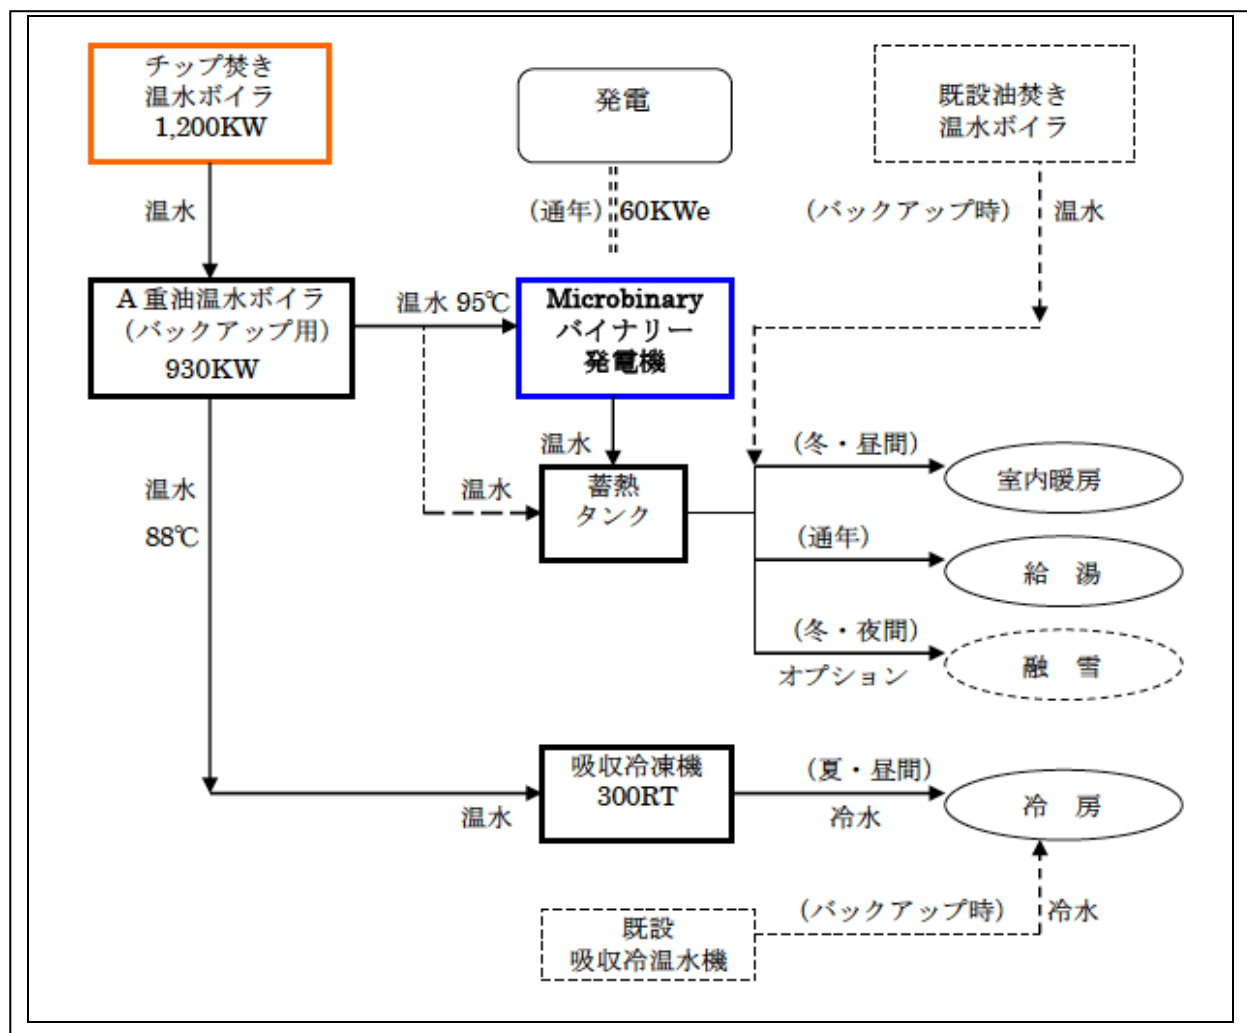 チップ焚き
温水ボイラ
1,200KW
発電
既設油焚き
温水ボイラ
温水
（通年）
60KWe
（バックアップ時）
温水
A 重油温水ボイラ
（バックアップ用）
930KW
温水 95℃
Microbinary
バイナリー
発電機
温水
（冬・昼間）
室内暖房
温水
88℃
温水
蓄熱
タンク
（通年）
給　湯
（冬・夜間）
オプション
融　雪
吸収冷凍機
300RT
温水
（夏・昼間）
冷水
冷　房
既設
吸収冷温水機
（バックアップ時）
冷水